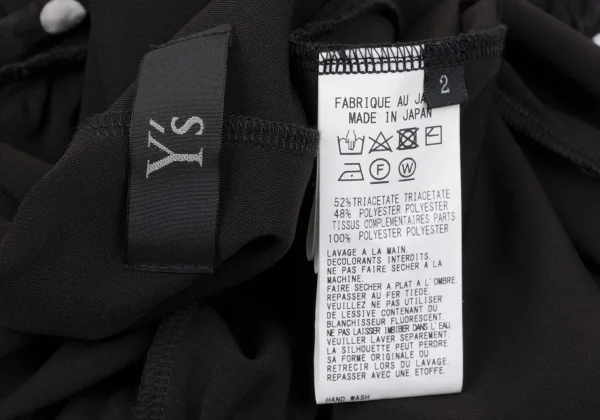 Y's
2
FABRIQUE AU JA
MADE IN JAPAN
F W
52%TRIACETATE TRIACETATE
48% POLYESTER POLYESTER
TISSUS COMPLEMENTAIRES PARTS
100% POLYESTER POLYESTER
LAVAGE A LA MAIN.
DECOLORANTS INTERDITS.
NE PAS FAIRE SECHER A LA
MACHINE.
FAIRE SECHER A PLAT A L'OMBRE.
REPASSER AU FER TIEDE.
VEUILLEZ NE PAS UTILISER
DE LESSIVE CONTENANT DU
BLANCHISSEUR FLUORESCENT.
NE PAS LAISSER IMBIBER DANS L'EAU.
VEUILLER LAVER SEPAREMENT.
LA SILHOUETTE PEUT PERDRE
SA FORME ORIGINALE OU
RETRECIR APRES LE LAVAGE.
REPASSER AVEC UNE ETOFFE.
HAND WASH